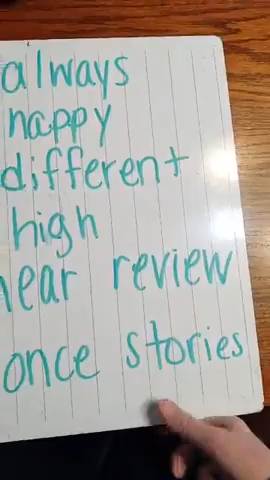 always
happy
different
high
near review
once stories